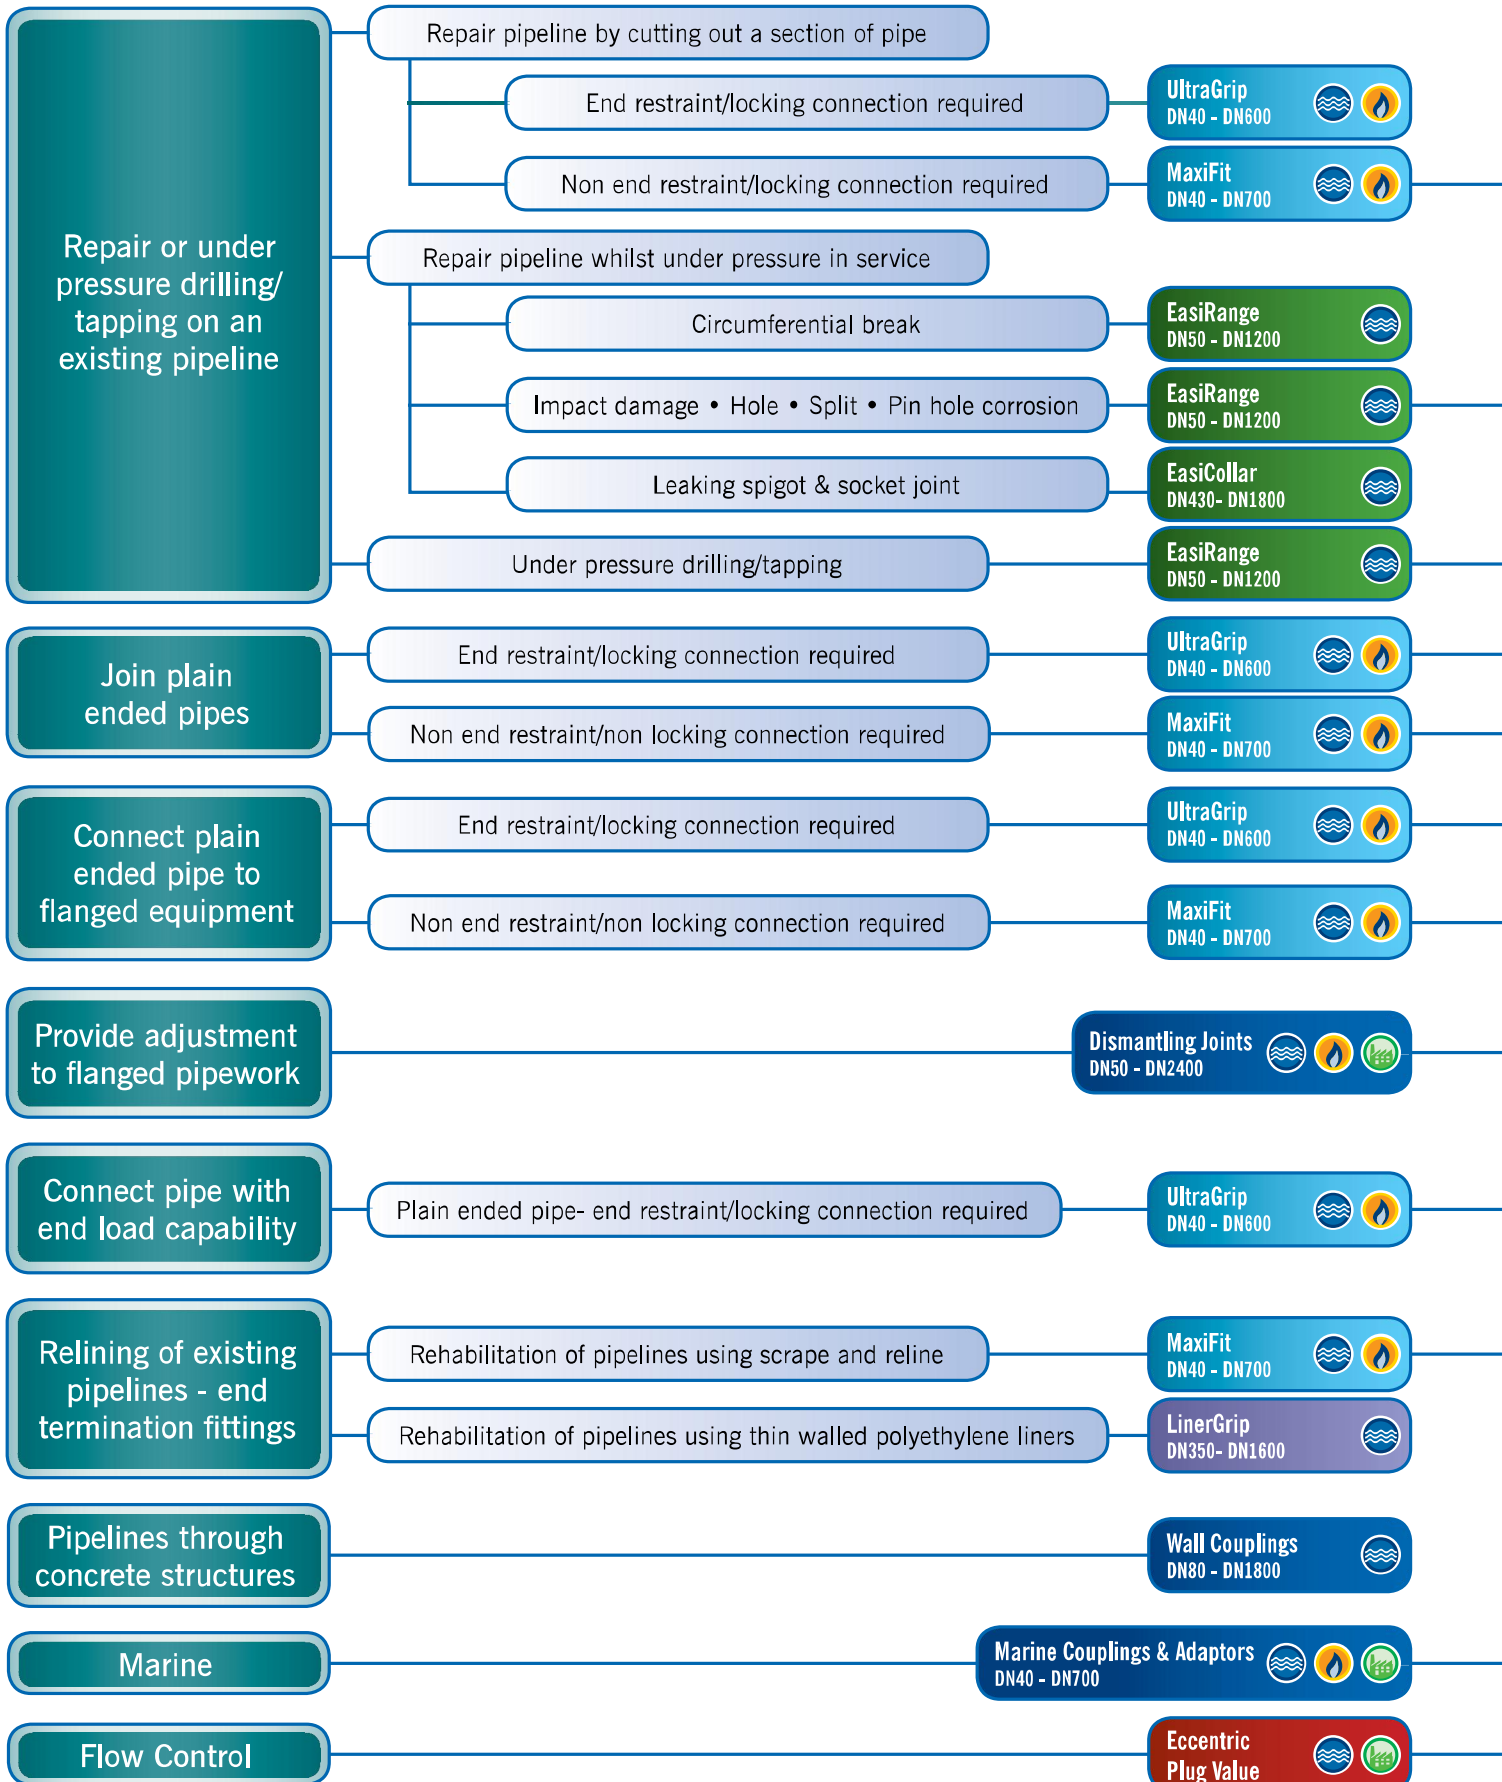 Repair or under
pressure drilling/
tapping on an
existing pipeline
Repair pipeline by cutting out a section of pipe
End restraint/locking connection required
UltraGrip
DN40 - DN600
Non end restraint/locking connection required
MaxiFit
DN40 - DN700
Repair pipeline whilst under pressure in service
Circumferential break
EasiRange
DN50 - DN1200
Impact damage • Hole • Split • Pin hole corrosion
EasiRange
DN50 - DN1200
Leaking spigot & socket joint
EasiCollar
DN430- DN1800
Under pressure drilling/tapping
EasiRange
DN50 - DN1200
Join plain
ended pipes
End restraint/locking connection required
UltraGrip
DN40 - DN600
Non end restraint/non locking connection required
MaxiFit
DN40 - DN700
Connect plain
ended pipe to
flanged equipment
End restraint/locking connection required
UltraGrip
DN40 - DN600
Non end restraint/non locking connection required
MaxiFit
DN40 - DN700
Provide adjustment
to flanged pipework
Dismantling Joints
DN50 - DN2400
Connect pipe with
end load capability
Plain ended pipe- end restraint/locking connection required
UltraGrip
DN40 - DN600
Relining of existing
pipelines - end
termination fittings
Rehabilitation of pipelines using scrape and reline
MaxiFit
DN40 - DN700
Rehabilitation of pipelines using thin walled polyethylene liners
LinerGrip
DN350- DN1600
Pipelines through
concrete structures
Wall Couplings
DN80 - DN1800
Marine
Marine Couplings & Adaptors
DN40 - DN700
Flow Control
Eccentric
Plug Value